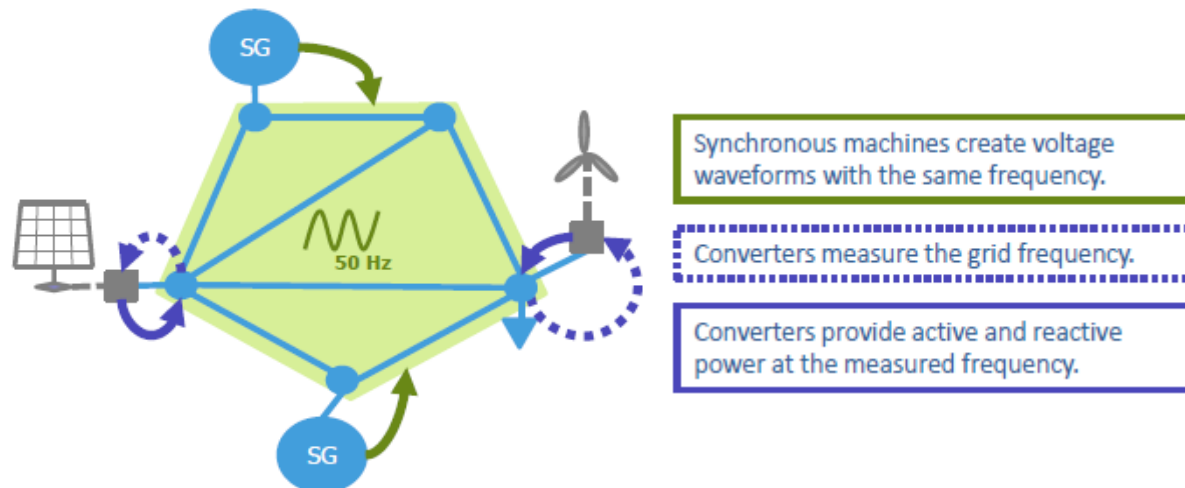 SG
Synchronous machines create voltage
waveforms with the same frequency.
Converters measure the grid frequency.
50 Hz
Converters provide active and reactive
power at the measured frequency.
SG